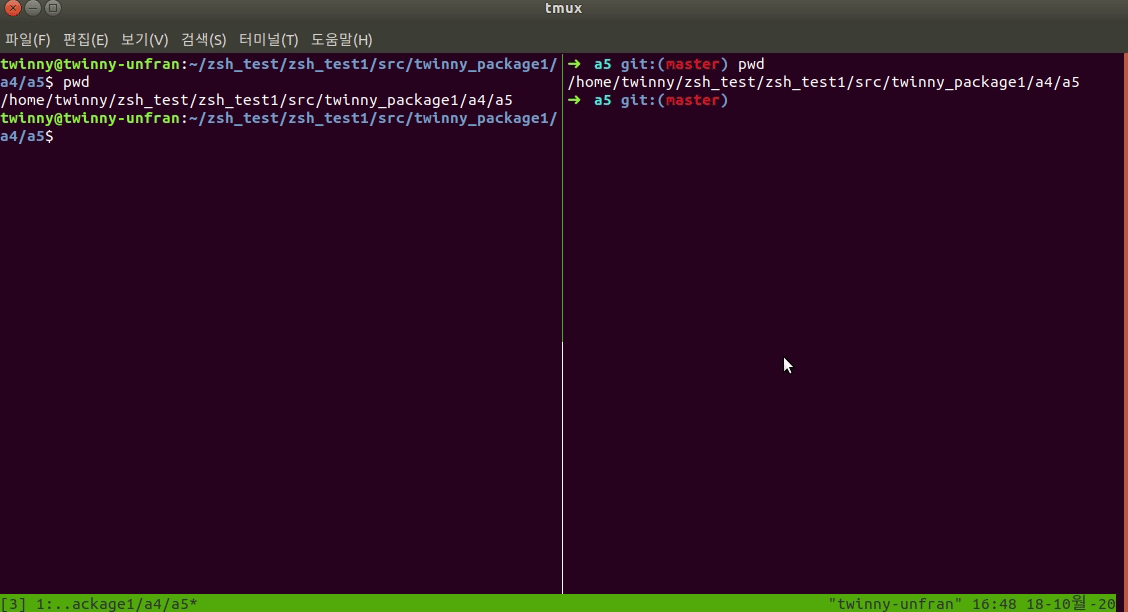 tmux
파일(F) 편집(E) 보기(V) 검색(S) 터미널(T) 도움말(H)
twinny@twinny-unfran:~/zsh_test/zsh_test1/src/twinny_package1/
a4/a5$ pwd
/home/twinny/zsh_test/zsh_test1/src/twinny_package1/a4/a5
twinny@twinny-unfran:~/zsh_test/zsh_test1/src/twinny_package1/
a4/a5$
➜ a5 git:(master) pwd
/home/twinny/zsh_test/zsh_test1/src/twinny_package1/a4/a5
➜ a5 git:(master)
[3] 1:..ackage1/a4/a5* "twinny-unfran" 16:48 18-10월-20